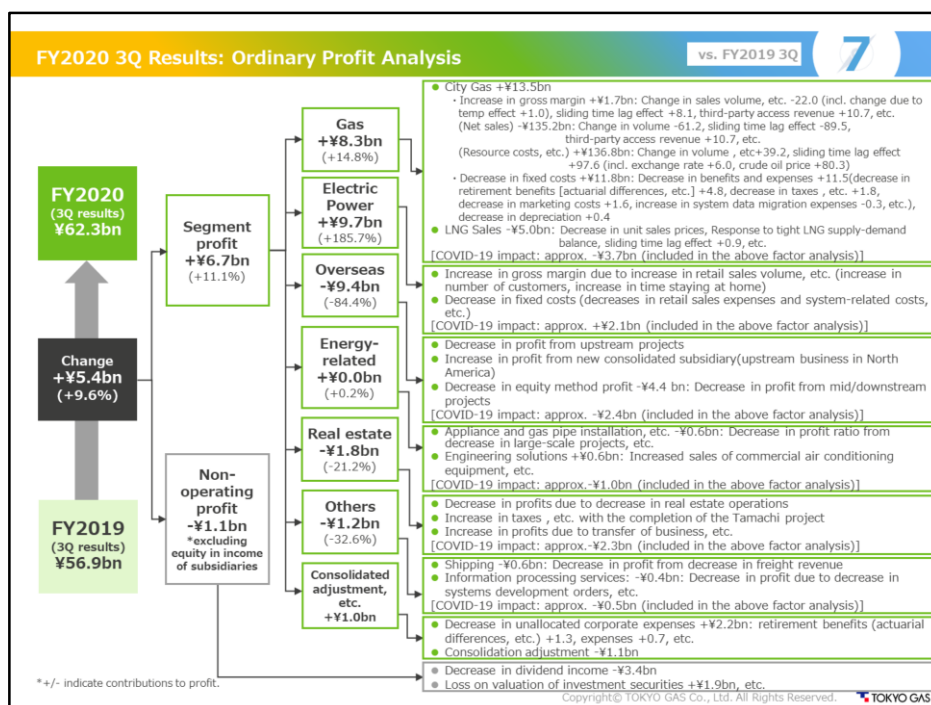 FY2020 3Q Results: Ordinary Profit Analysis
vs. FY2019 3Q
7
FY2020
(3Q results)
¥62.3bn
Change
+¥5.4bn
(+9.6%)
FY2019
(3Q results)
¥56.9bn
Segment
profit
+¥6.7bn
(+11.1%)
Non-
operating
profit
-¥1.1bn
*excluding
equity in income
of subsidiaries
Gas
+¥8.3bn
(+14.8%)
Electric
Power
+¥9.7bn
(+185.7%)
Overseas
-¥9.4bn
(-84.4%)
Energy-
related
+¥0.0bn
(+0.2%)
Real estate
-¥1.8bn
(-21.2%)
Others
-¥1.2bn
(-32.6%)
Consolidated
adjustment,
etc.
+¥1.0bn
● City Gas +¥13.5bn
・Increase in gross margin +¥1.7bn: Change in sales volume, etc. -22.0 (incl. change due to
temp effect +1.0), sliding time lag effect +8.1, third-party access revenue +10.7, etc.
(Net sales) -¥135.2bn: Change in volume -61.2, sliding time lag effect -89.5,
third-party access revenue +10.7, etc.
(Resource costs, etc.) +¥136.8bn: Change in volume , etc+39.2, sliding time lag effect
+97.6 (incl. exchange rate +6.0, crude oil price +80.3)
・Decrease in fixed costs +¥11.8bn: Decrease in benefits and expenses +11.5(decrease in
retirement benefits [actuarial differences, etc.] +4.8, decrease in taxes , etc. +1.8,
decrease in marketing costs +1.6, increase in system data migration expenses -0.3, etc.),
decrease in depreciation +0.4
● LNG Sales -¥5.0bn: Decrease in unit sales prices, Response to tight LNG supply-demand
balance, sliding time lag effect +0.9, etc.
[COVID-19 impact: approx. -¥3.7bn (included in the above factor analysis)]
● Increase in gross margin due to increase in retail sales volume, etc. (increase in
number of customers, increase in time staying at home)
● Decrease in fixed costs (decreases in retail sales expenses and system-related costs,
etc.)
[COVID-19 impact: approx. +¥2.1bn (included in the above factor analysis)]
● Decrease in profit from upstream projects
● Increase in profit from new consolidated subsidiary(upstream business in North
America)
● Decrease in equity method profit -¥4.4 bn: Decrease in profit from mid/downstream
projects
[COVID-19 impact: approx. -¥2.4bn (included in the above factor analysis)]
● Appliance and gas pipe installation, etc. -¥0.6bn: Decrease in profit ratio from
decrease in large-scale projects, etc.
● Engineering solutions +¥0.6bn: Increased sales of commercial air conditioning
equipment, etc.
[COVID-19 impact: approx.-¥1.0bn (included in the above factor analysis)]
● Decrease in profits due to decrease in real estate operations
● Increase in taxes , etc. with the completion of the Tamachi project
● Increase in profits due to transfer of business, etc.
[COVID-19 impact: approx.-¥2.3bn (included in the above factor analysis)]
● Shipping -¥0.6bn: Decrease in profit from decrease in freight revenue
● Information processing services: -¥0.4bn: Decrease in profit due to decrease in
systems development orders, etc.
[COVID-19 impact: approx. -¥0.5bn (included in the above factor analysis)]
● Decrease in unallocated corporate expenses +¥2.2bn: retirement benefits (actuarial
differences, etc.) +1.3, expenses +0.7, etc.
● Consolidation adjustment -¥1.1bn
● Decrease in dividend income -¥3.4bn
● Loss on valuation of investment securities +¥1.9bn, etc.
*+/- indicate contributions to profit.
Copyright© TOKYO GAS Co., Ltd. All Rights Reserved.
TOKYO GAS